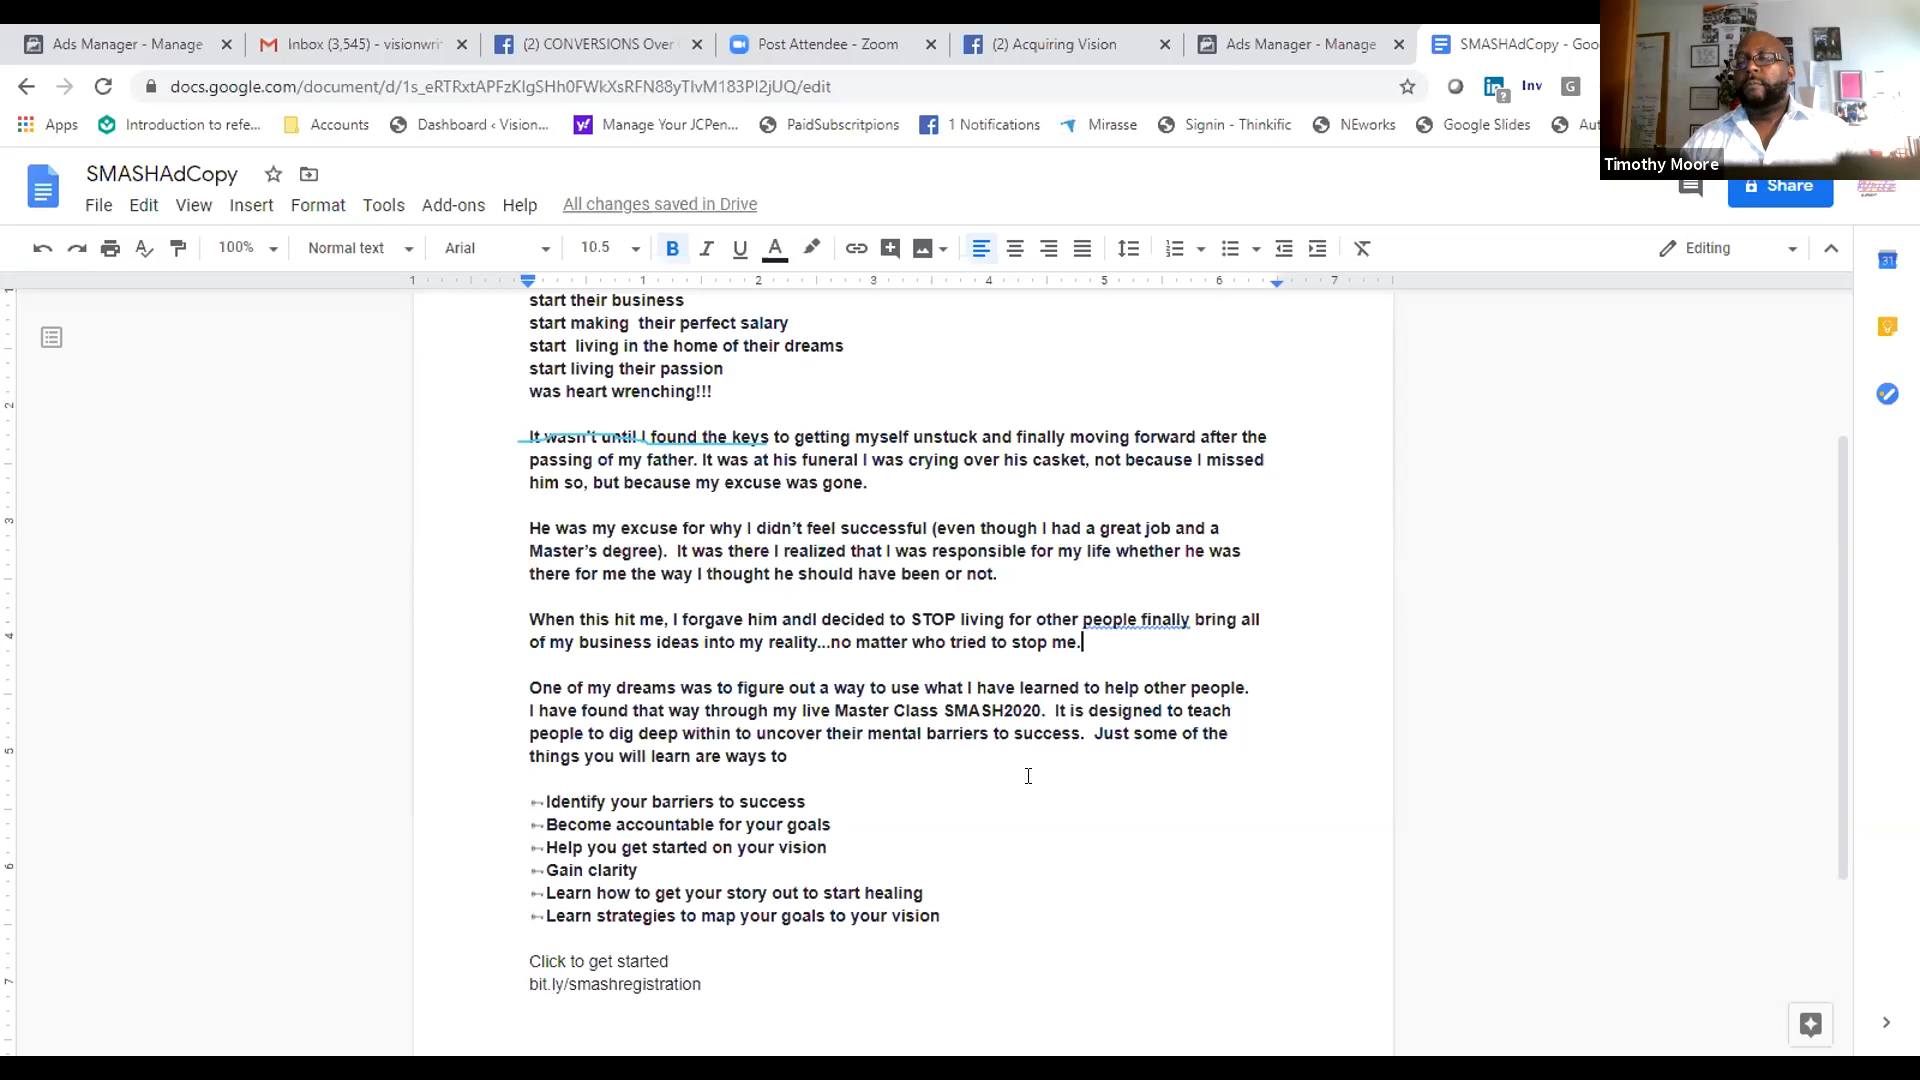 Ads Manager - Manage
Inbox (3,545) - visionwri
(2) CONVERSIONS Over
Post Attendee - Zoom
(2) Acquiring Vision
Ads Manager - Manage
SMASHAdCopy - Goo
docs.google.com/document/d/1s_eRTRxtAPFzKIgSHh0FWkXsRFN88yTIvM183PI2jUQ/edit
Inv
G
Apps
Introduction to refe...
Accounts
Dashboard ‹ Vision...
Manage Your JCPen...
PaidSubscritpions
1 Notifications
Mirasse
Signin - Thinkific
NEworks
Google Slides
Aut
Timothy Moore
SMASHAdCopy
Share
File Edit View Insert Format Tools Add-ons Help All changes saved in Drive
100% Normal text Arial 10.5 B I U A Editing
1 1 2 3 4 5 6 7
31
start their business
start making  their perfect salary
start  living in the home of their dreams
start living their passion
was heart wrenching!!!
It wasn't until I found the keys to getting myself unstuck and finally moving forward after the
passing of my father. It was at his funeral I was crying over his casket, not because I missed
him so, but because my excuse was gone.
He was my excuse for why I didn't feel successful (even though I had a great job and a
Master's degree).  It was there I realized that I was responsible for my life whether he was
there for me the way I thought he should have been or not.
When this hit me, I forgave him andI decided to STOP living for other people finally bring all
of my business ideas into my reality...no matter who tried to stop me.
One of my dreams was to figure out a way to use what I have learned to help other people.
I have found that way through my live Master Class SMASH2020.  It is designed to teach
people to dig deep within to uncover their mental barriers to success.  Just some of the
things you will learn are ways to
Identify your barriers to success
Become accountable for your goals
Help you get started on your vision
Gain clarity
Learn how to get your story out to start healing
Learn strategies to map your goals to your vision
Click to get started
bit.ly/smashregistration